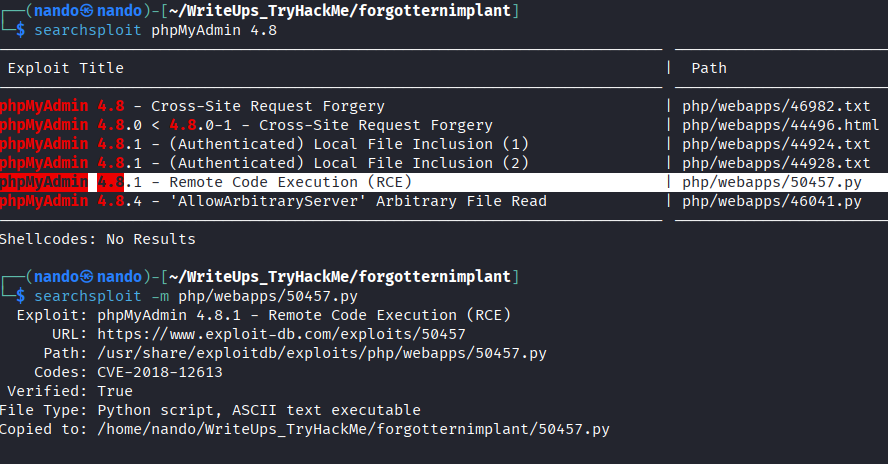 ┌──(nando㉿nando)-[~/WriteUps_TryHackMe/forgotternimplant]
└─$ searchsploit phpMyAdmin 4.8
Exploit Title | Path
phpMyAdmin 4.8 - Cross-Site Request Forgery | php/webapps/46982.txt
phpMyAdmin 4.8.0 < 4.8.0-1 - Cross-Site Request Forgery | php/webapps/44496.html
phpMyAdmin 4.8.1 - (Authenticated) Local File Inclusion (1) | php/webapps/44924.txt
phpMyAdmin 4.8.1 - (Authenticated) Local File Inclusion (2) | php/webapps/44928.txt
phpMyAdmin 4.8.1 - Remote Code Execution (RCE) | php/webapps/50457.py
phpMyAdmin 4.8.4 - 'AllowArbitraryServer' Arbitrary File Read | php/webapps/46041.py
Shellcodes: No Results
┌──(nando㉿nando)-[~/WriteUps_TryHackMe/forgotternimplant]
└─$ searchsploit -m php/webapps/50457.py
Exploit: phpMyAdmin 4.8.1 - Remote Code Execution (RCE)
URL: https://www.exploit-db.com/exploits/50457
Path: /usr/share/exploitdb/exploits/php/webapps/50457.py
Codes: CVE-2018-12613
Verified: True
File Type: Python script, ASCII text executable
Copied to: /home/nando/WriteUps_TryHackMe/forgotternimplant/50457.py